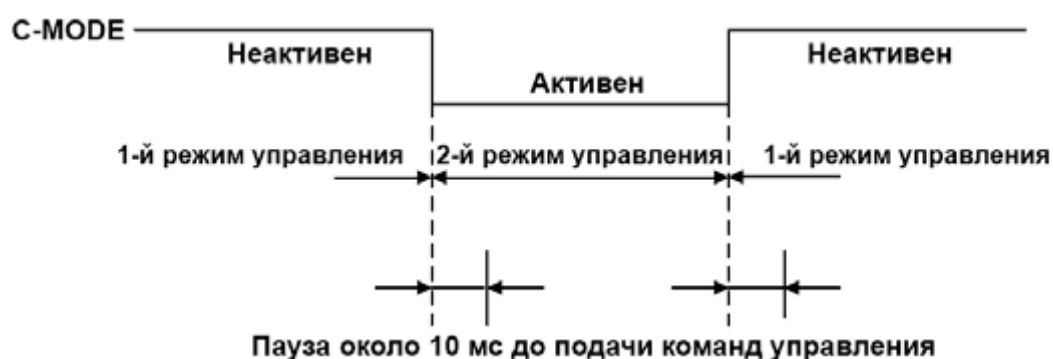 C-MODE
Неактивен
Активен
Неактивен
1-й режим управления
2-й режим управления
1-й режим управления
Пауза около 10 мс до подачи команд управления